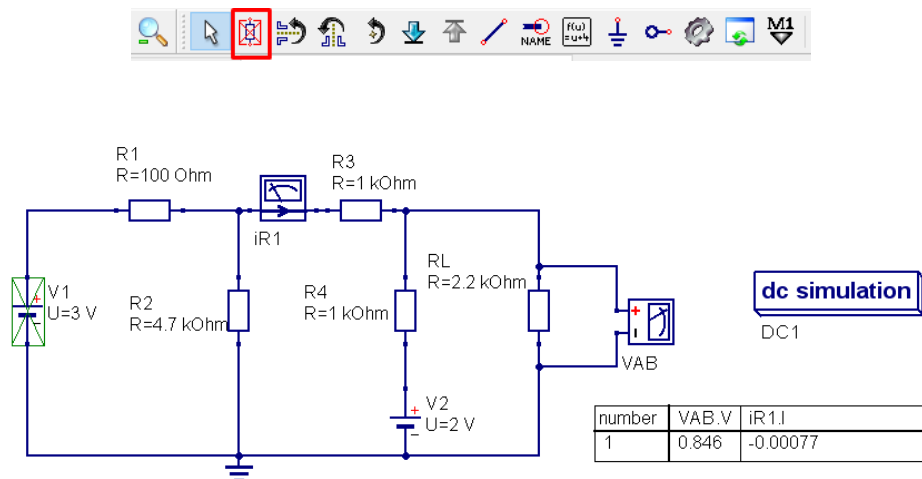 NAME
f(u)
=u+4
M1
R1
R=100 Ohm
iR1
R3
R=1 kOhm
V1
U=3 V
R2
R=4.7 kOhm
R4
R=1 kOhm
RL
R=2.2 kOhm
V2
U=2 V
VAB
dc simulation
DC1
number VAB.V iR1.I
1 0.846 -0.00077